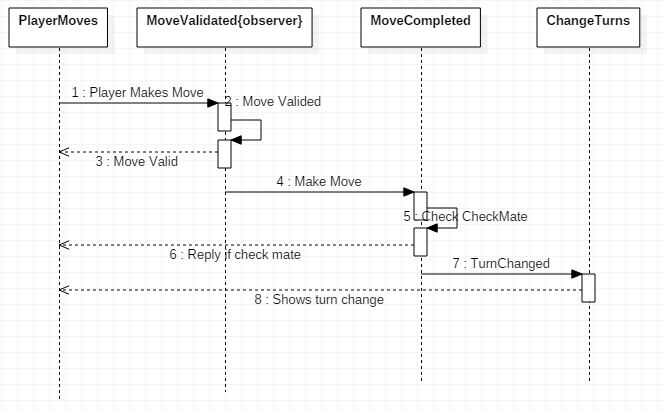 PlayerMoves
MoveValidated{observer}
MoveCompleted
ChangeTurns
1 : Player Makes Move
2 : Move Valided
3 : Move Valid
4 : Make Move
5 : Check CheckMate
6 : Reply if check mate
7 : TurnChanged
8 : Shows turn change